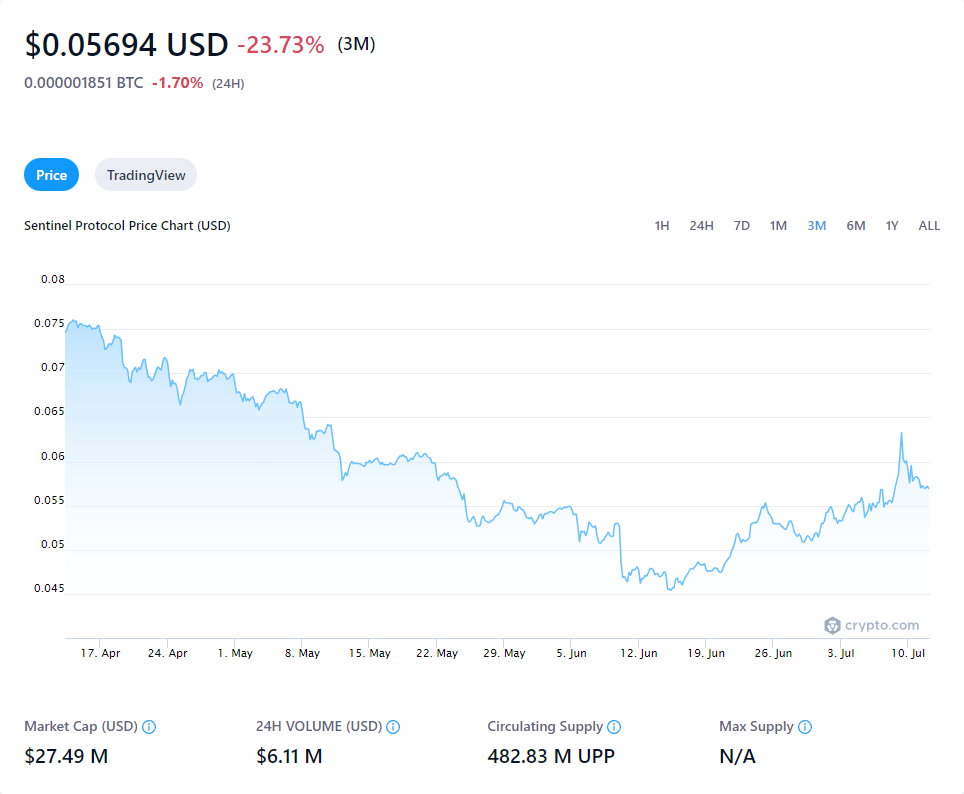 $0.05694 USD -23.73% (3M)
0.000001851 BTC -1.70% (24H)
Price TradingView
Sentinel Protocol Price Chart (USD) 1H 24H 7D 1M 3M 6M 1Y ALL
0.08
0.075
0.07
0.065
0.06
0.055
0.05
0.045
crypto.com
17. Apr 24. Apr 1. May 8. May 15. May 22. May 29. May 5. Jun 12. Jun 19. Jun 26. Jun 3. Jul 10. Jul
Market Cap (USD) 24H VOLUME (USD) Circulating Supply Max Supply
$27.49 M $6.11 M 482.83 M UPP N/A